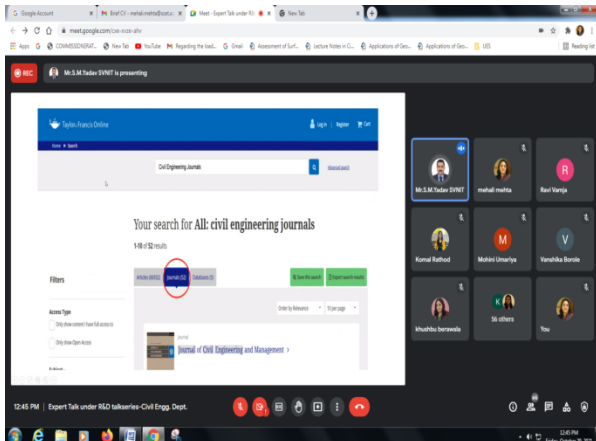 Google Account
Brief CV - mehali.mehta@scet.ac
Meet - Expert Talk under R&
New Tab
meet.google.com/cse-xvze-ahv
Apps
COMMISSIONERAT...
New Tab
YouTube
Regarding the load...
Gmail
Assessment of Surf...
Lecture Notes in C...
Applications of Geo...
Applications of Geo...
UES
Reading list
REC
Mr.S.M.Yadav SVNIT is presenting
Taylor & Francis Online
Log in | Register
Cart
Home ▸ Search
Civil Engineering Journals
Advanced search
Your search for All: civil engineering journals
1-10 of 52 results
Filters
Journals (52)
Databases (5)
Save this search
Export search results
Access Type
Order by Relevance
10 per page
Only show content I have full access to
Only show Open Access
Journal
Journal of Civil Engineering and Management >
Mr.S.M.Yadav SVNIT
mehali mehta
R
Ravi Vamja
Komal Rathod
M
Mohini Umariya
V
Vanshika Borole
khushbu barawala
K
56 others
You
12:45 PM | Expert Talk under R&D talkseries-Civil Engg. Dept.
12:45 PM